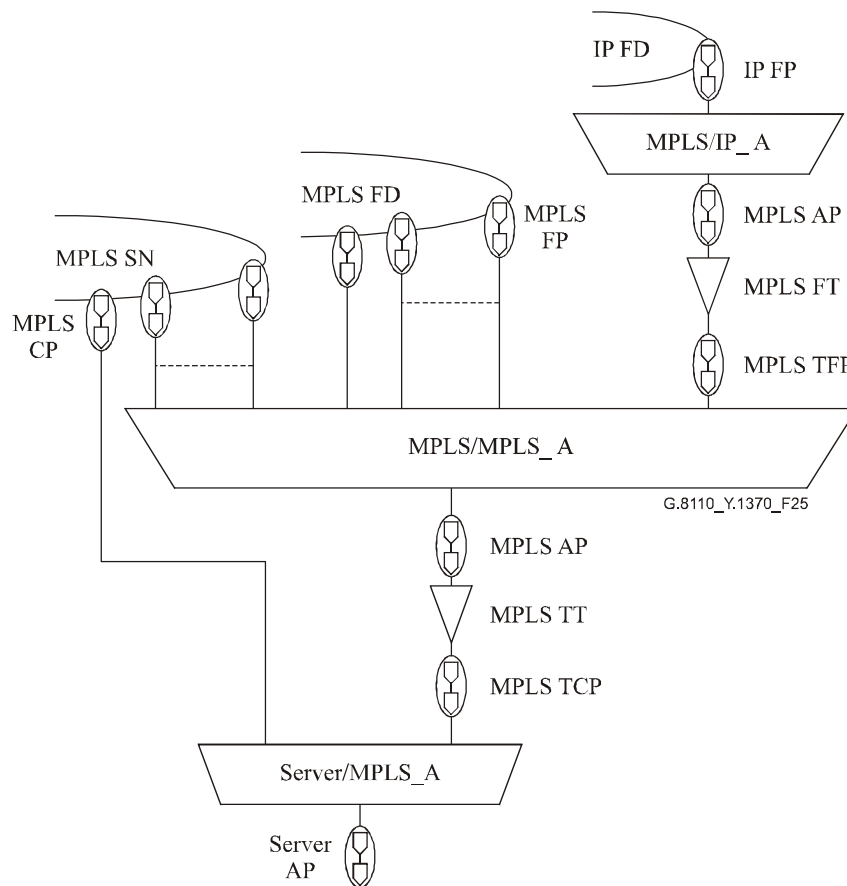 IP FD
IP FP
MPLS/IP_ A
MPLS FD
MPLS
FP
MPLS AP
MPLS SN
MPLS FT
MPLS
CP
MPLS TFP
MPLS/MPLS_ A
G.8110_Y.1370_F25
MPLS AP
MPLS TT
MPLS TCP
Server/MPLS_A
Server
AP